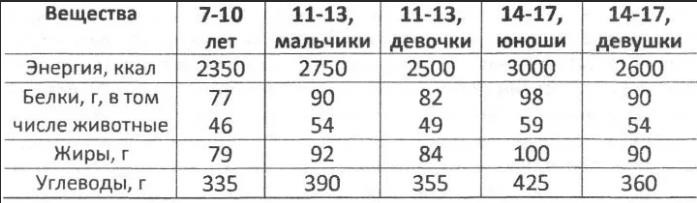 Вещества 7-10 лет 11-13, мальчики 11-13, девочки 14-17, юноши 14-17, девушки
Энергия, ккал 2350 2750 2500 3000 2600
Белки, г, в том 77 90 82 98 90
числе животные 46 54 49 59 54
Жиры, г 79 92 84 100 90
Углеводы, г 335 390 355 425 360